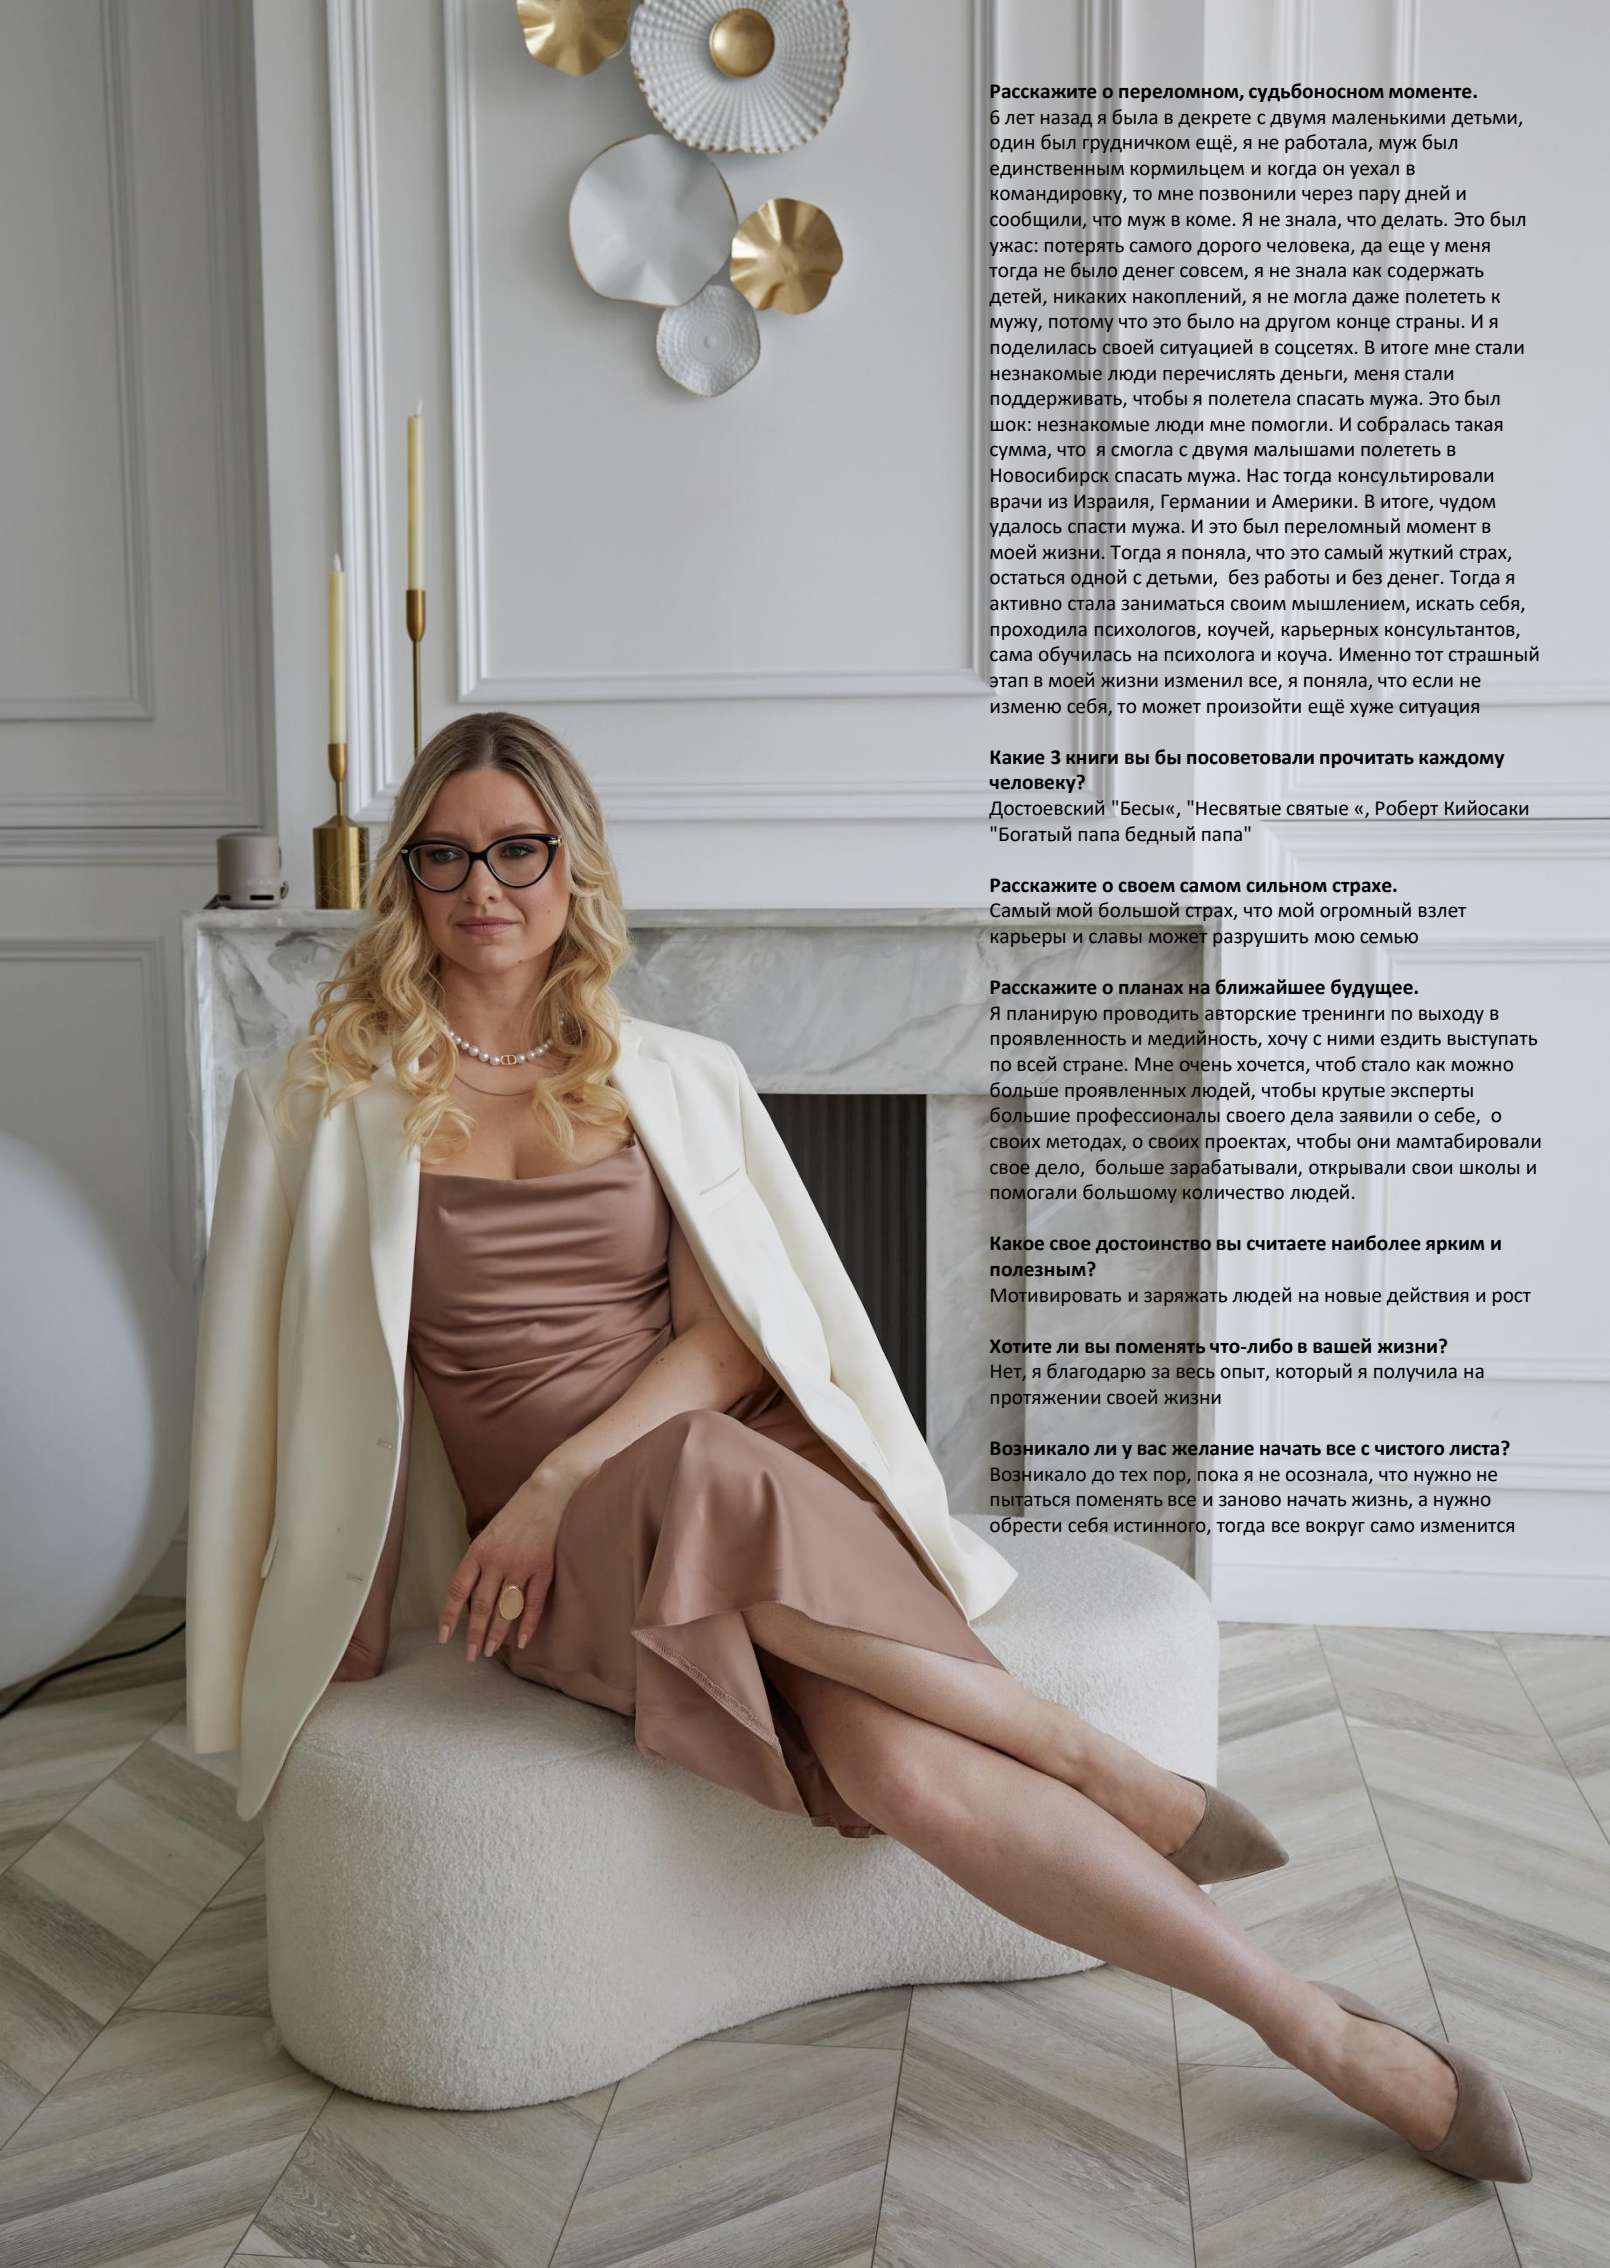 Расскажите о переломном, судьбоносном моменте.
6 лет назад я была в декрете с двумя маленькими детьми,
один был грудничком ещё, я не работала, муж был
единственным кормильцем и когда он уехал в
командировку, то мне позвонили через пару дней и
сообщили, что муж в коме. Я не знала, что делать. Это был
ужас: потерять самого дорого человека, да еще у меня
тогда не было денег совсем, я не знала как содержать
детей, никаких накоплений, я не могла даже полететь к
мужу, потому что это было на другом конце страны. И я
поделилась своей ситуацией в соцсетях. В итоге мне стали
незнакомые люди перечислять деньги, меня стали
поддерживать, чтобы я полетела спасать мужа. Это был
шок: незнакомые люди мне помогли. И собралась такая
сумма, что  я смогла с двумя малышами полететь в
Новосибирск спасать мужа. Нас тогда консультировали
врачи из Израиля, Германии и Америки. В итоге, чудом
удалось спасти мужа. И это был переломный момент в
моей жизни. Тогда я поняла, что это самый жуткий страх,
остаться одной с детьми,  без работы и без денег. Тогда я
активно стала заниматься своим мышлением, искать себя,
проходила психологов, коучей, карьерных консультантов,
сама обучилась на психолога и коуча. Именно тот страшный
этап в моей жизни изменил все, я поняла, что если не
изменю себя, то может произойти ещё хуже ситуация
Какие 3 книги вы бы посоветовали прочитать каждому
человеку?
Достоевский "Бесы«, "Несвятые святые «, Роберт Кийосаки
"Богатый папа бедный папа"
Расскажите о своем самом сильном страхе.
Самый мой большой страх, что мой огромный взлет
карьеры и славы может разрушить мою семью
Расскажите о планах на ближайшее будущее.
Я планирую проводить авторские тренинги по выходу в
проявленность и медийность, хочу с ними ездить выступать
по всей стране. Мне очень хочется, чтоб стало как можно
больше проявленных людей, чтобы крутые эксперты
большие профессионалы своего дела заявили о себе,  о
своих методах, о своих проектах, чтобы они мамтабировали
свое дело,  больше зарабатывали, открывали свои школы и
помогали большому количество людей.
Какое свое достоинство вы считаете наиболее ярким и
полезным?
Мотивировать и заряжать людей на новые действия и рост
Хотите ли вы поменять что-либо в вашей жизни?
Нет, я благодарю за весь опыт, который я получила на
протяжении своей жизни
Возникало ли у вас желание начать все с чистого листа?
Возникало до тех пор, пока я не осознала, что нужно не
пытаться поменять все и заново начать жизнь, а нужно
обрести себя истинного, тогда все вокруг само изменится